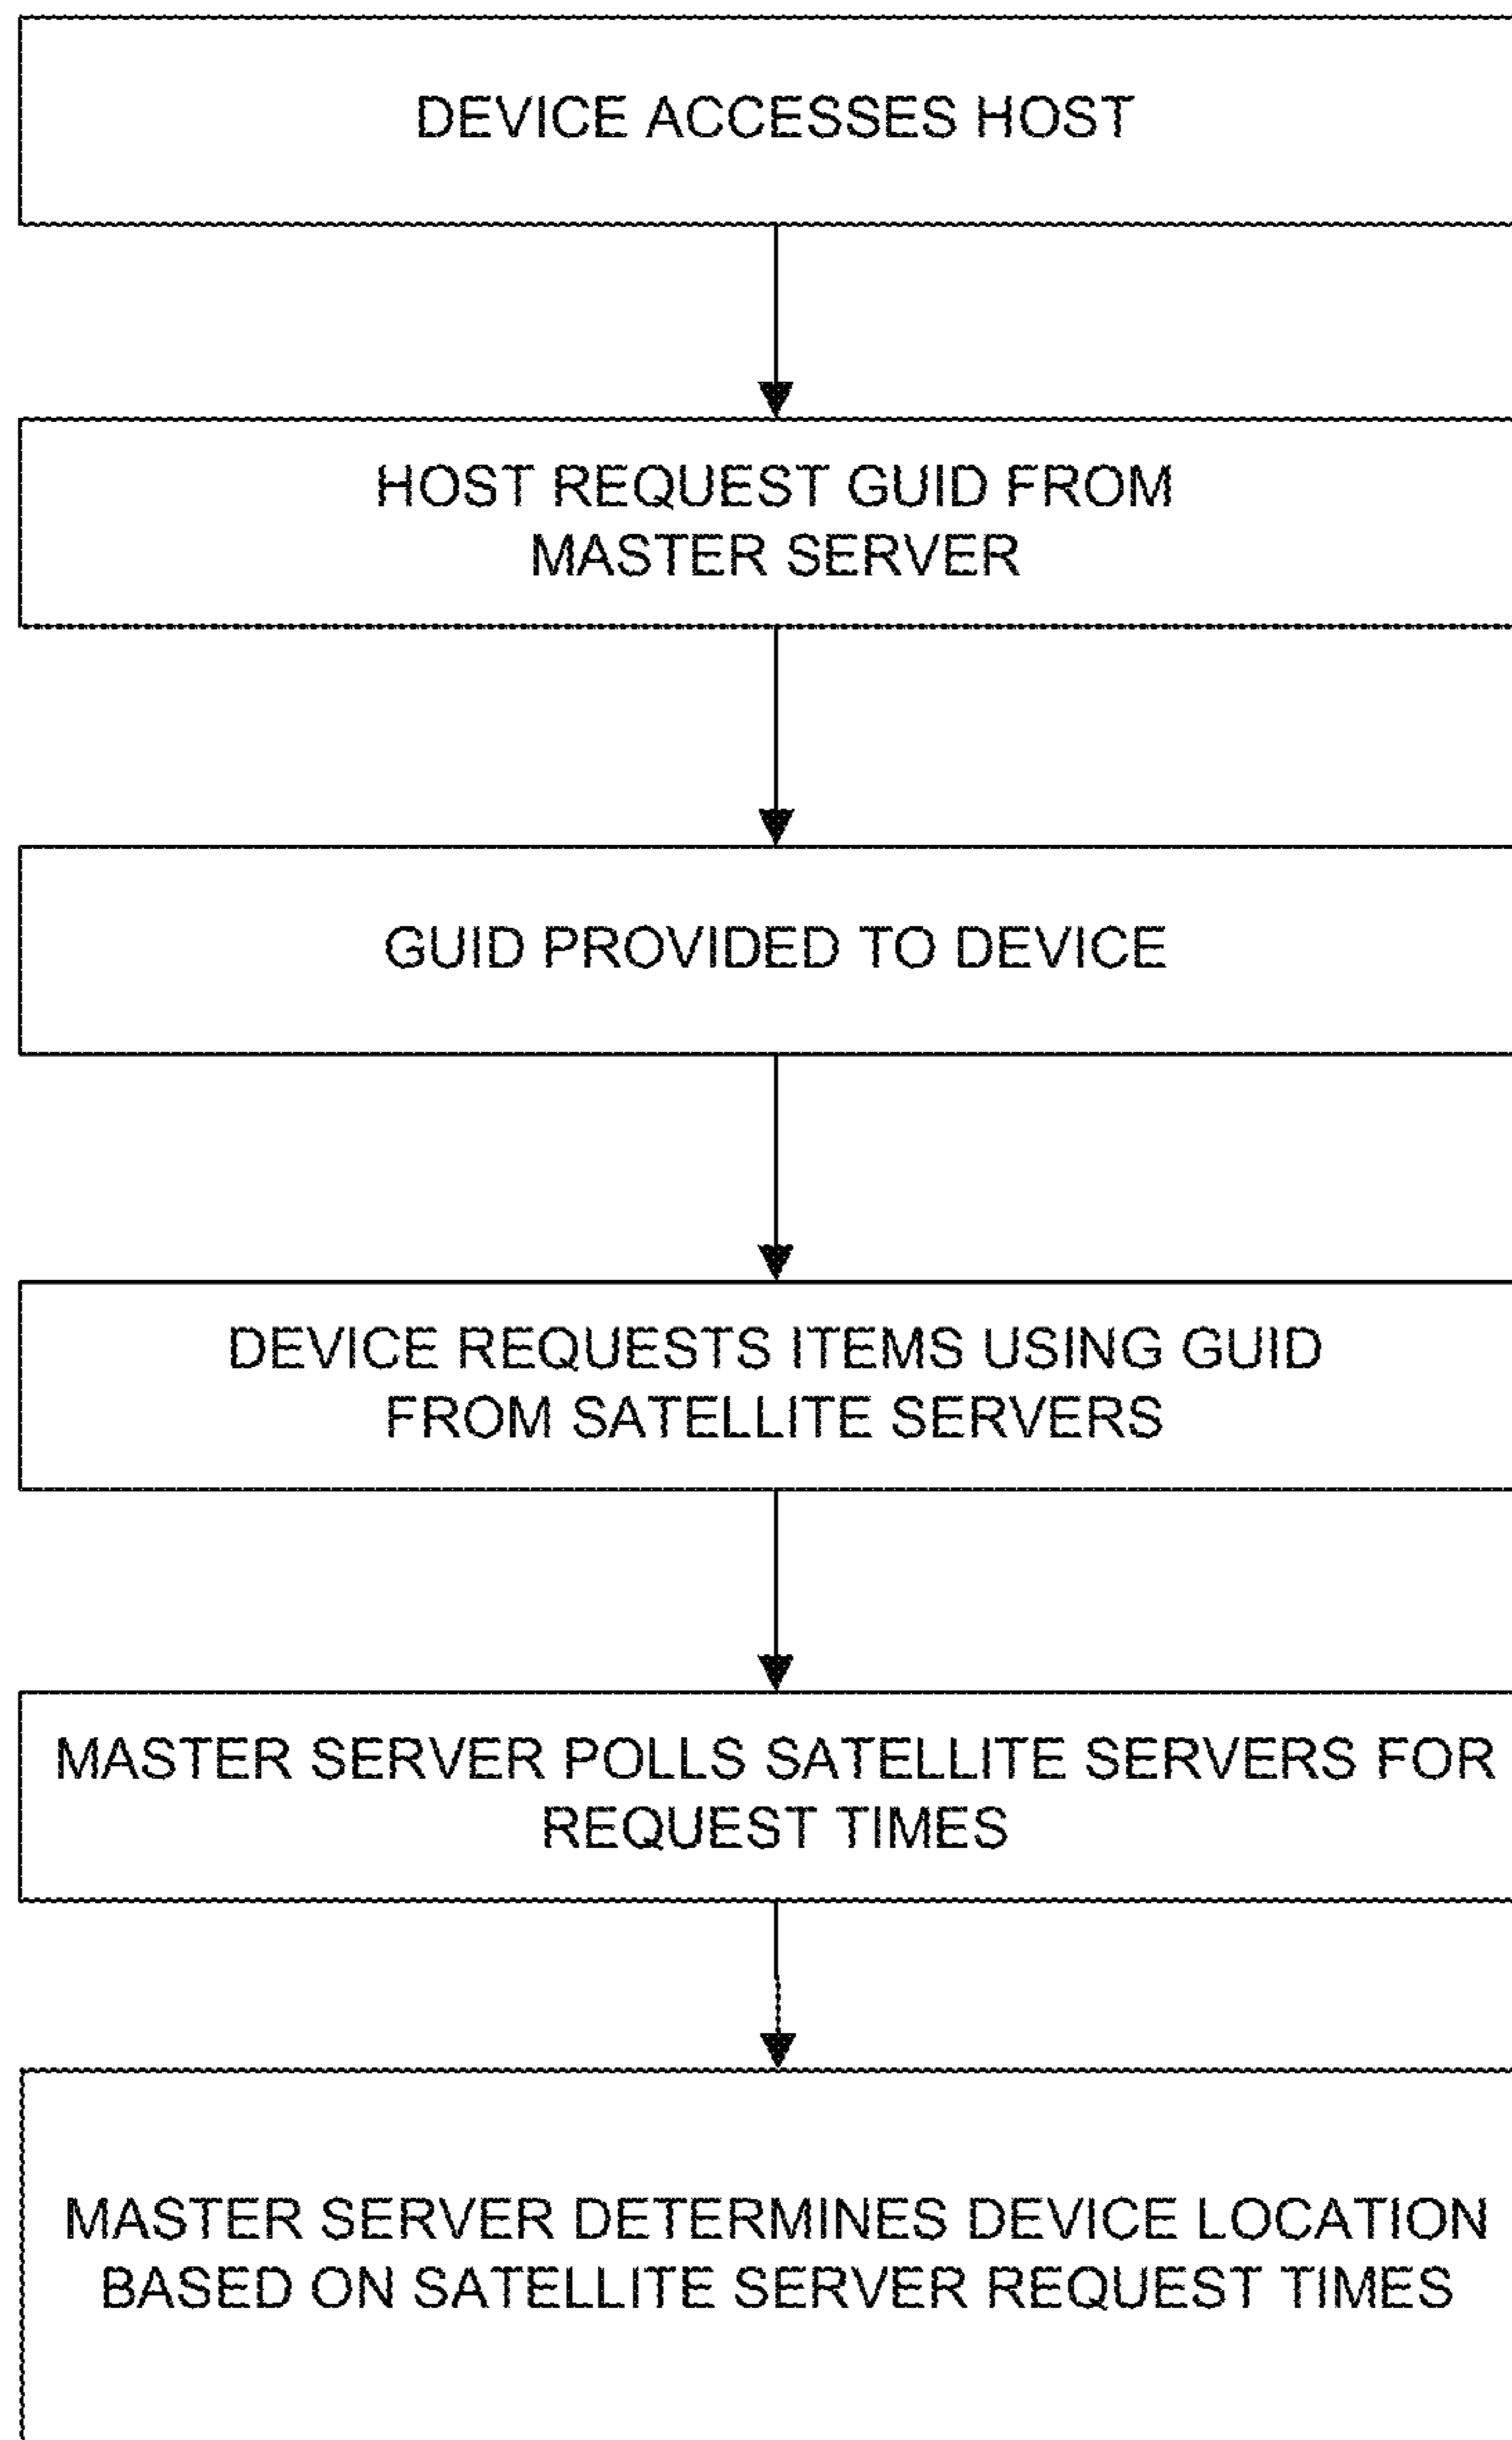 DEVICE ACCESSES HOST
HOST REQUEST GUID FROM
MASTER SERVER
GUID PROVIDED TO DEVICE
DEVICE REQUESTS ITEMS USING GUID
FROM SATELLITE SERVERS
MASTER SERVER POLLS SATELLITE SERVERS FOR
REQUEST TIMES
MASTER SERVER DETERMINES DEVICE LOCATION
BASED ON SATELLITE SERVER REQUEST TIMES